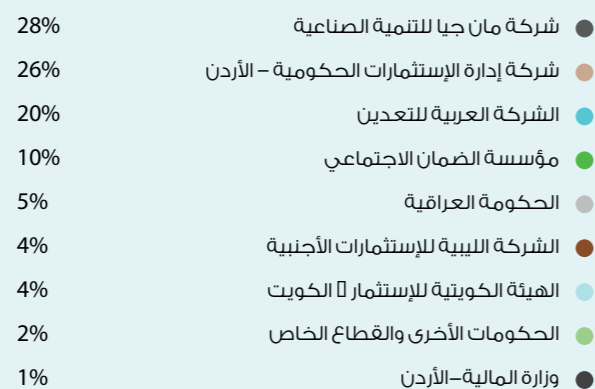 شركة مان جيا للتنمية الصناعية 28%
شركة إدارة الإستثمارات الحكومية – الأردن 26%
الشركة العربية للتعدين 20%
مؤسسة الضمان الاجتماعي 10%
الحكومة العراقية 5%
الشركة الليبية للإستثمارات الأجنبية 4%
الهيئة الكويتية للإستثمار ▯ الكويت 4%
الحكومات الأخرى والقطاع الخاص 2%
وزارة المالية–الأردن 1%